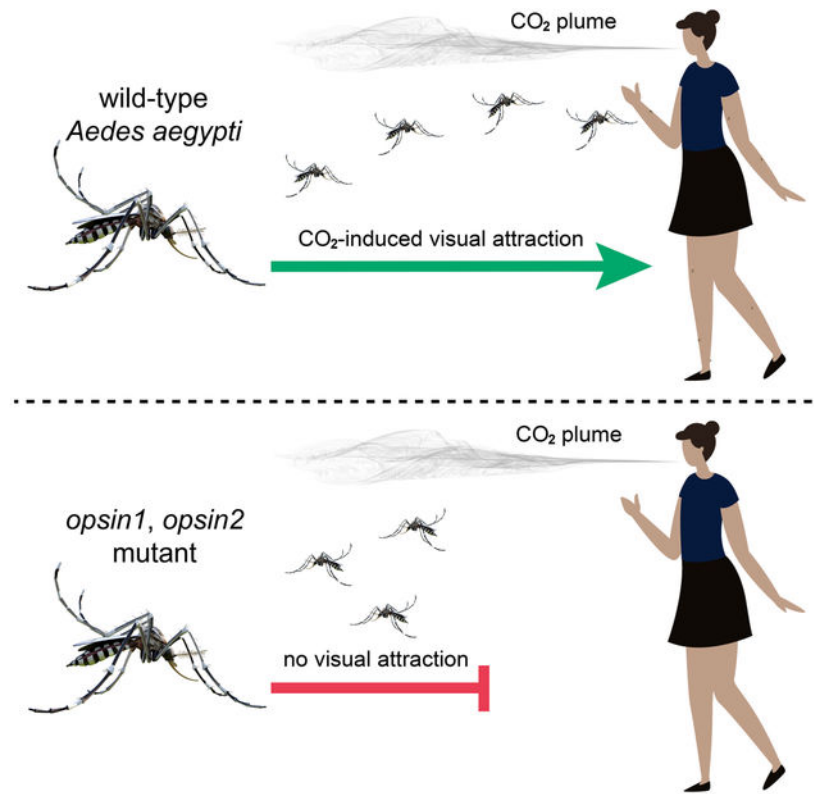 CO₂ plume
wild-type
Aedes aegypti
CO₂-induced visual attraction
CO₂ plume
opsin1, opsin2
mutant
no visual attraction